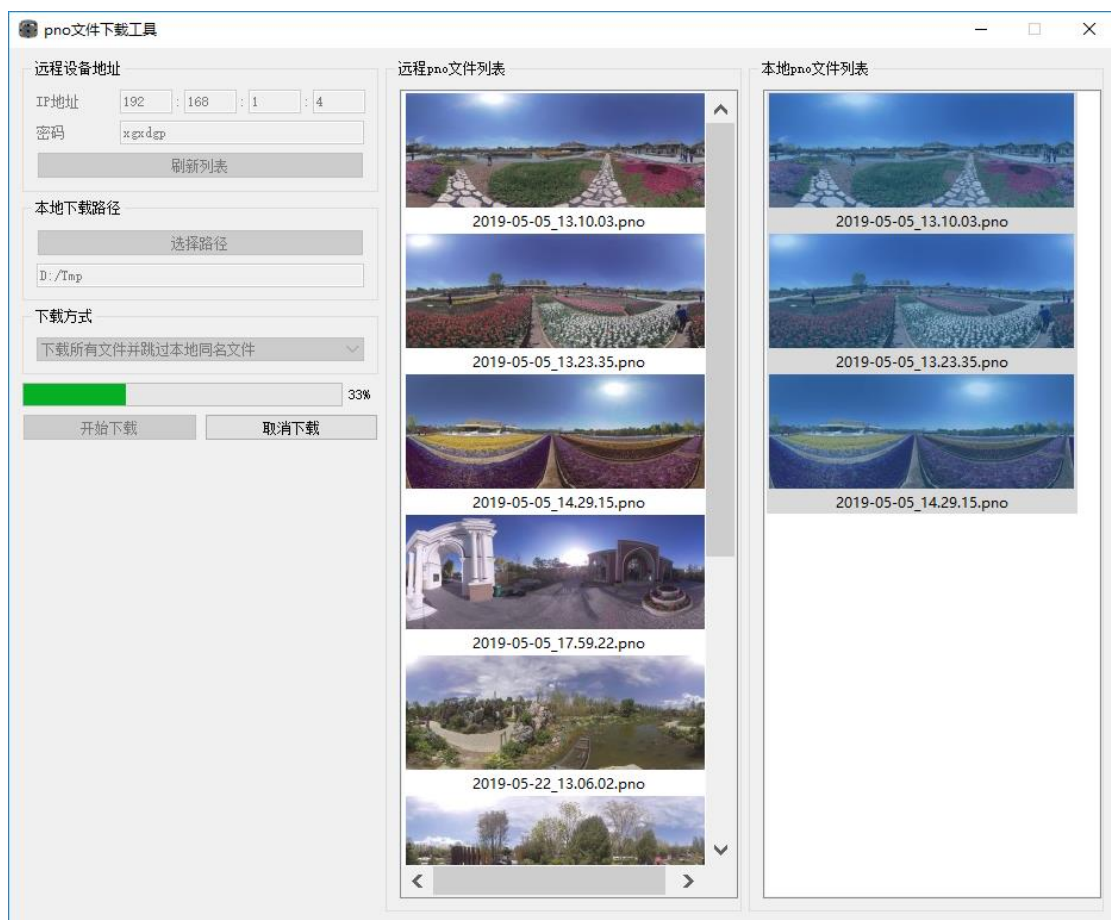 pno文件下载工具
远程设备地址
IP地址 192 : 168 : 1 : 4
密码 xgxdgp
刷新列表
本地下载路径
选择路径
D:/Tmp
下载方式
下载所有文件并跳过本地同名文件
33%
开始下载 取消下载
远程pno文件列表
2019-05-05_13.10.03.pno
2019-05-05_13.23.35.pno
2019-05-05_14.29.15.pno
2019-05-05_17.59.22.pno
2019-05-22_13.06.02.pno
本地pno文件列表
2019-05-05_13.10.03.pno
2019-05-05_13.23.35.pno
2019-05-05_14.29.15.pno